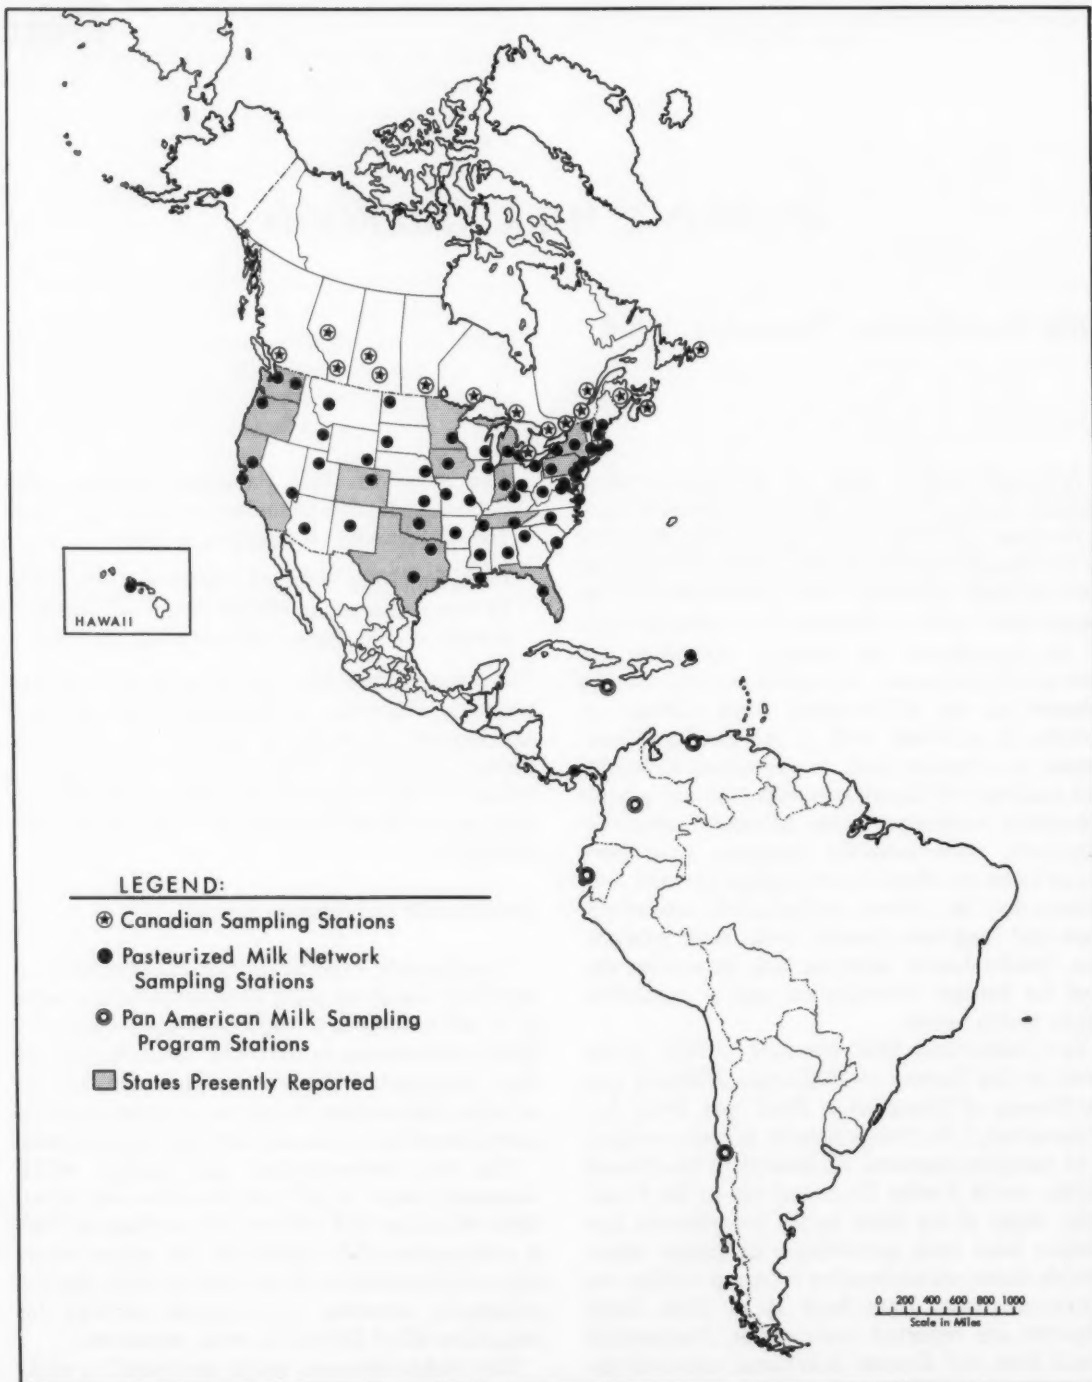 HAWAII
LEGEND:
Canadian Sampling Stations
Pasteurized Milk Network
Sampling Stations
Pan American Milk Sampling
Program Stations
States Presently Reported
0 200 400 600 800 1000
Scale in Miles